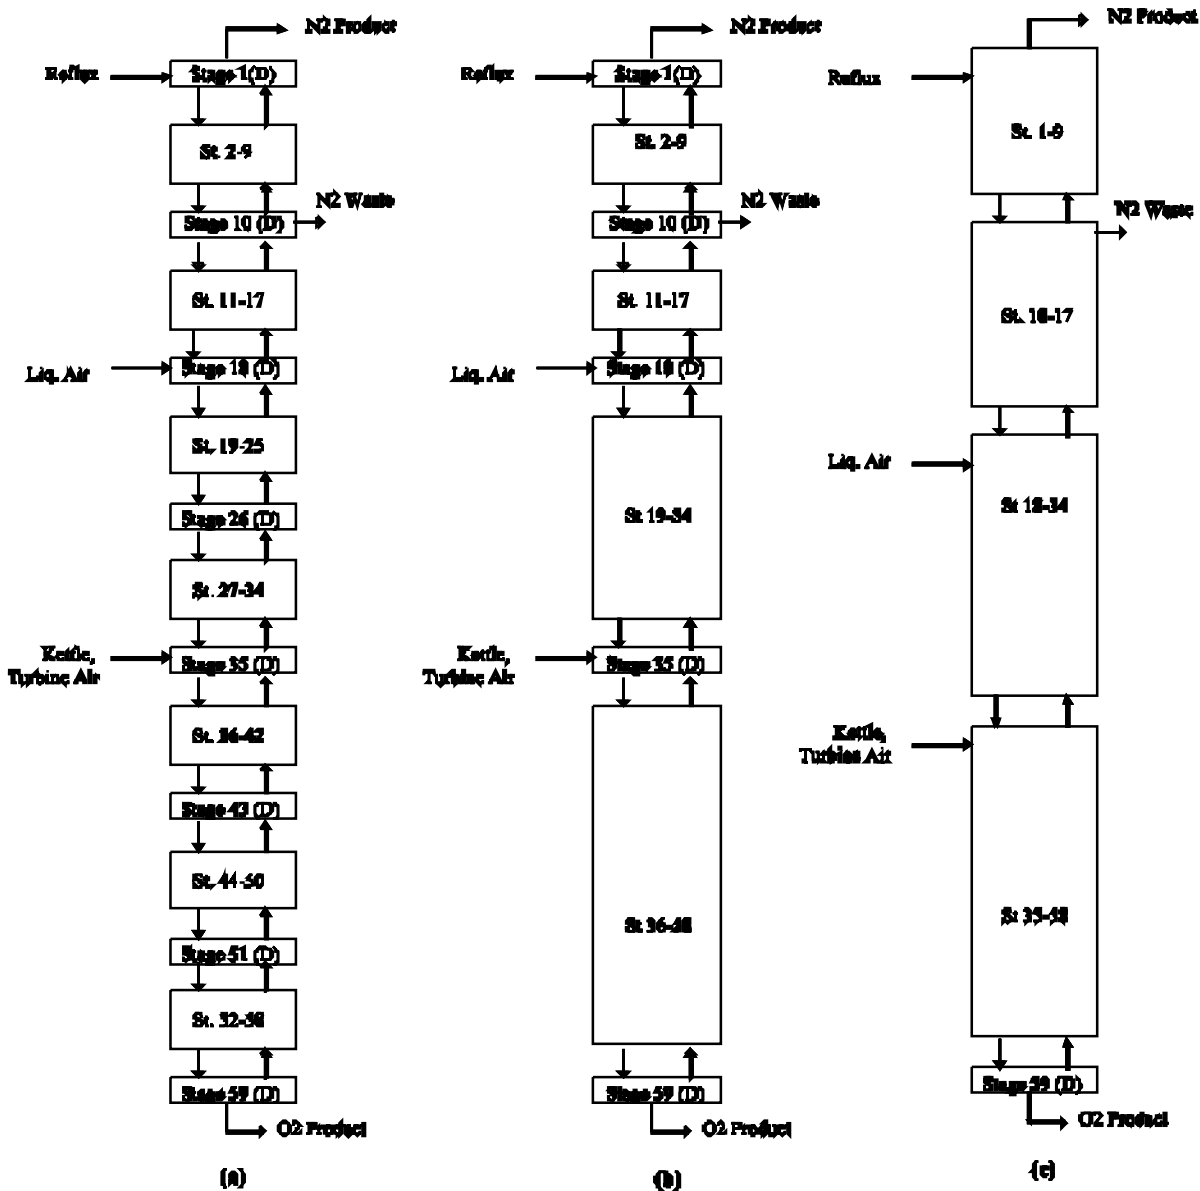 N2 Product
Reflux
Stage 1(D)
St. 2-9
N2 Waste
Stage 10 (D)
St. 11-17
Liq. Air
Stage 18 (D)
St. 19-25
Stage 26 (D)
St. 27-34
Kettle,
Turbine Air
Stage 35 (D)
St. 36-42
Stage 43 (D)
St. 44-50
Stage 51 (D)
St. 52-58
Stage 59 (D)
O2 Product
(a)
N2 Product
Reflux
Stage 1(D)
St. 2-9
N2 Waste
Stage 10 (D)
St. 11-17
Liq. Air
Stage 18 (D)
St 19-34
Kettle,
Turbine Air
Stage 35 (D)
St 36-58
Stage 59 (D)
O2 Product
(b)
N2 Product
Reflux
St. 1-9
N2 Waste
St. 10-17
Liq. Air
St 18-34
Kettle,
Turbine Air
St 35-58
Stage 59 (D)
O2 Product
(c)